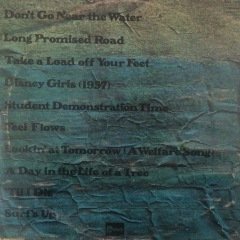 Don't Go Near the Water
Long Promised Road
Take a Load off Your Feet
Disney Girls (1957)
Student Demonstration Time
Feel Flows
Lookin' at Tomorrow (A Welfare Song)
A Day in the Life of a Tree
'Til I Die
Surf's Up